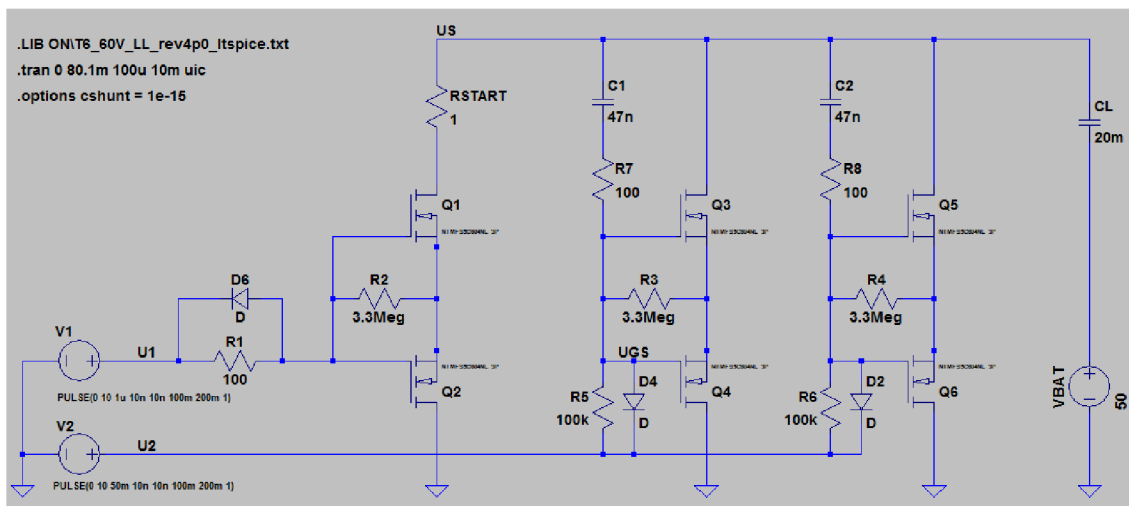 .LIB ON\T6_60V_LL_rev4p0_ltspice.txt
.tran 0 80.1m 100u 10m uic
.options cshunt = 1e-15
US
RSTART
1
C1
47n
C2
47n
CL
20m
R7
100
R8
100
Q1
Q3
Q5
D6
D
R2
3.3Meg
R3
3.3Meg
R4
3.3Meg
V1
U1
R1
100
UGS
Q2
Q4
Q6
D4
D
D2
D
R5
100k
R6
100k
VBAT
50
PULSE(0 10 1u 10n 10n 100m 200m 1)
V2
U2
PULSE(0 10 50m 10n 10n 100m 200m 1)